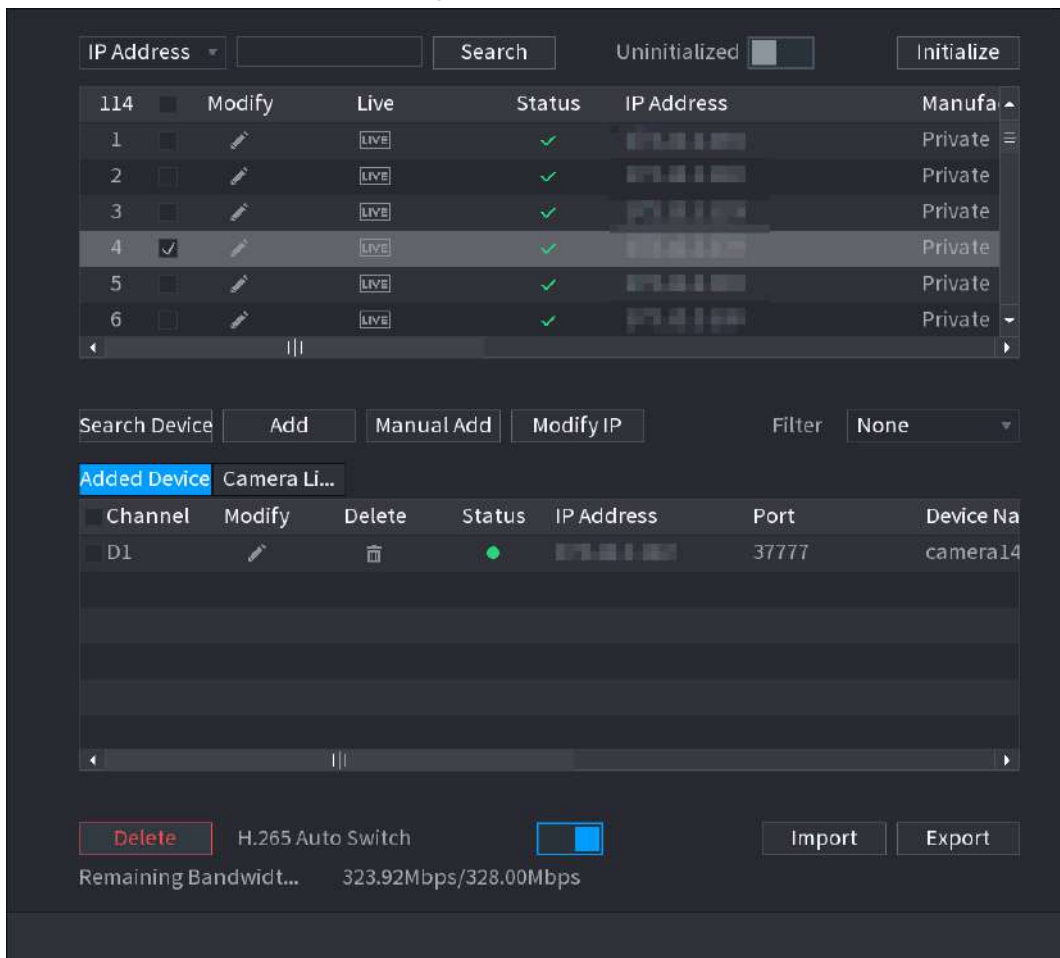 IP Address Search Uninitialized Initialize
114 Modify Live Status IP Address Manufa
1 LIVE Private
2 LIVE Private
3 LIVE Private
4 LIVE Private
5 LIVE Private
6 LIVE Private
Search Device Add Manual Add Modify IP Filter None
Added Device Camera Li...
Channel Modify Delete Status IP Address Port Device Na
D1 37777 camera14
Delete H.265 Auto Switch Import Export
Remaining Bandwidt... 323.92Mbps/328.00Mbps